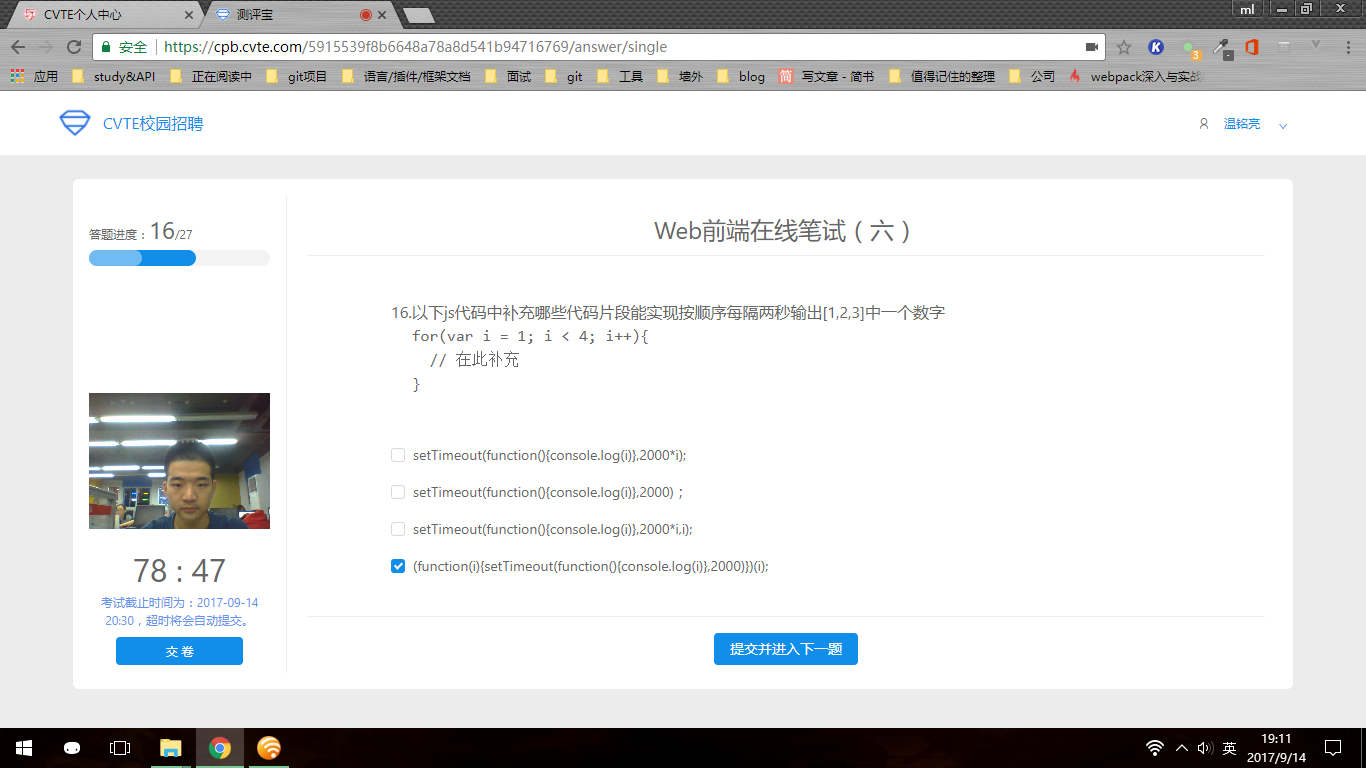 CVTE个人中心
测评宝
ml
安全 | https://cpb.cvte.com/5915539f8b6648a78a8d541b94716769/answer/single
3
应用 study&API 正在阅读中 git项目 语言/插件/框架文档 面试 git 工具 墙外 blog 简 写文章 - 简书 值得记住的整理 公司 webpack深入与实战
CVTE校园招聘
温铭亮
答题进度：16/27
Web前端在线笔试（六）
16.以下js代码中补充哪些代码片段能实现按顺序每隔两秒输出[1,2,3]中一个数字
for(var i = 1; i < 4; i++){
// 在此补充
}
setTimeout(function(){console.log(i)},2000*i);
setTimeout(function(){console.log(i)},2000)；
setTimeout(function(){console.log(i)},2000*i,i);
(function(i){setTimeout(function(){console.log(i)},2000)})(i);
78 : 47
考试截止时间为：2017-09-14
20:30，超时将会自动提交。
交 卷
提交并进入下一题
英
19:11
2017/9/14